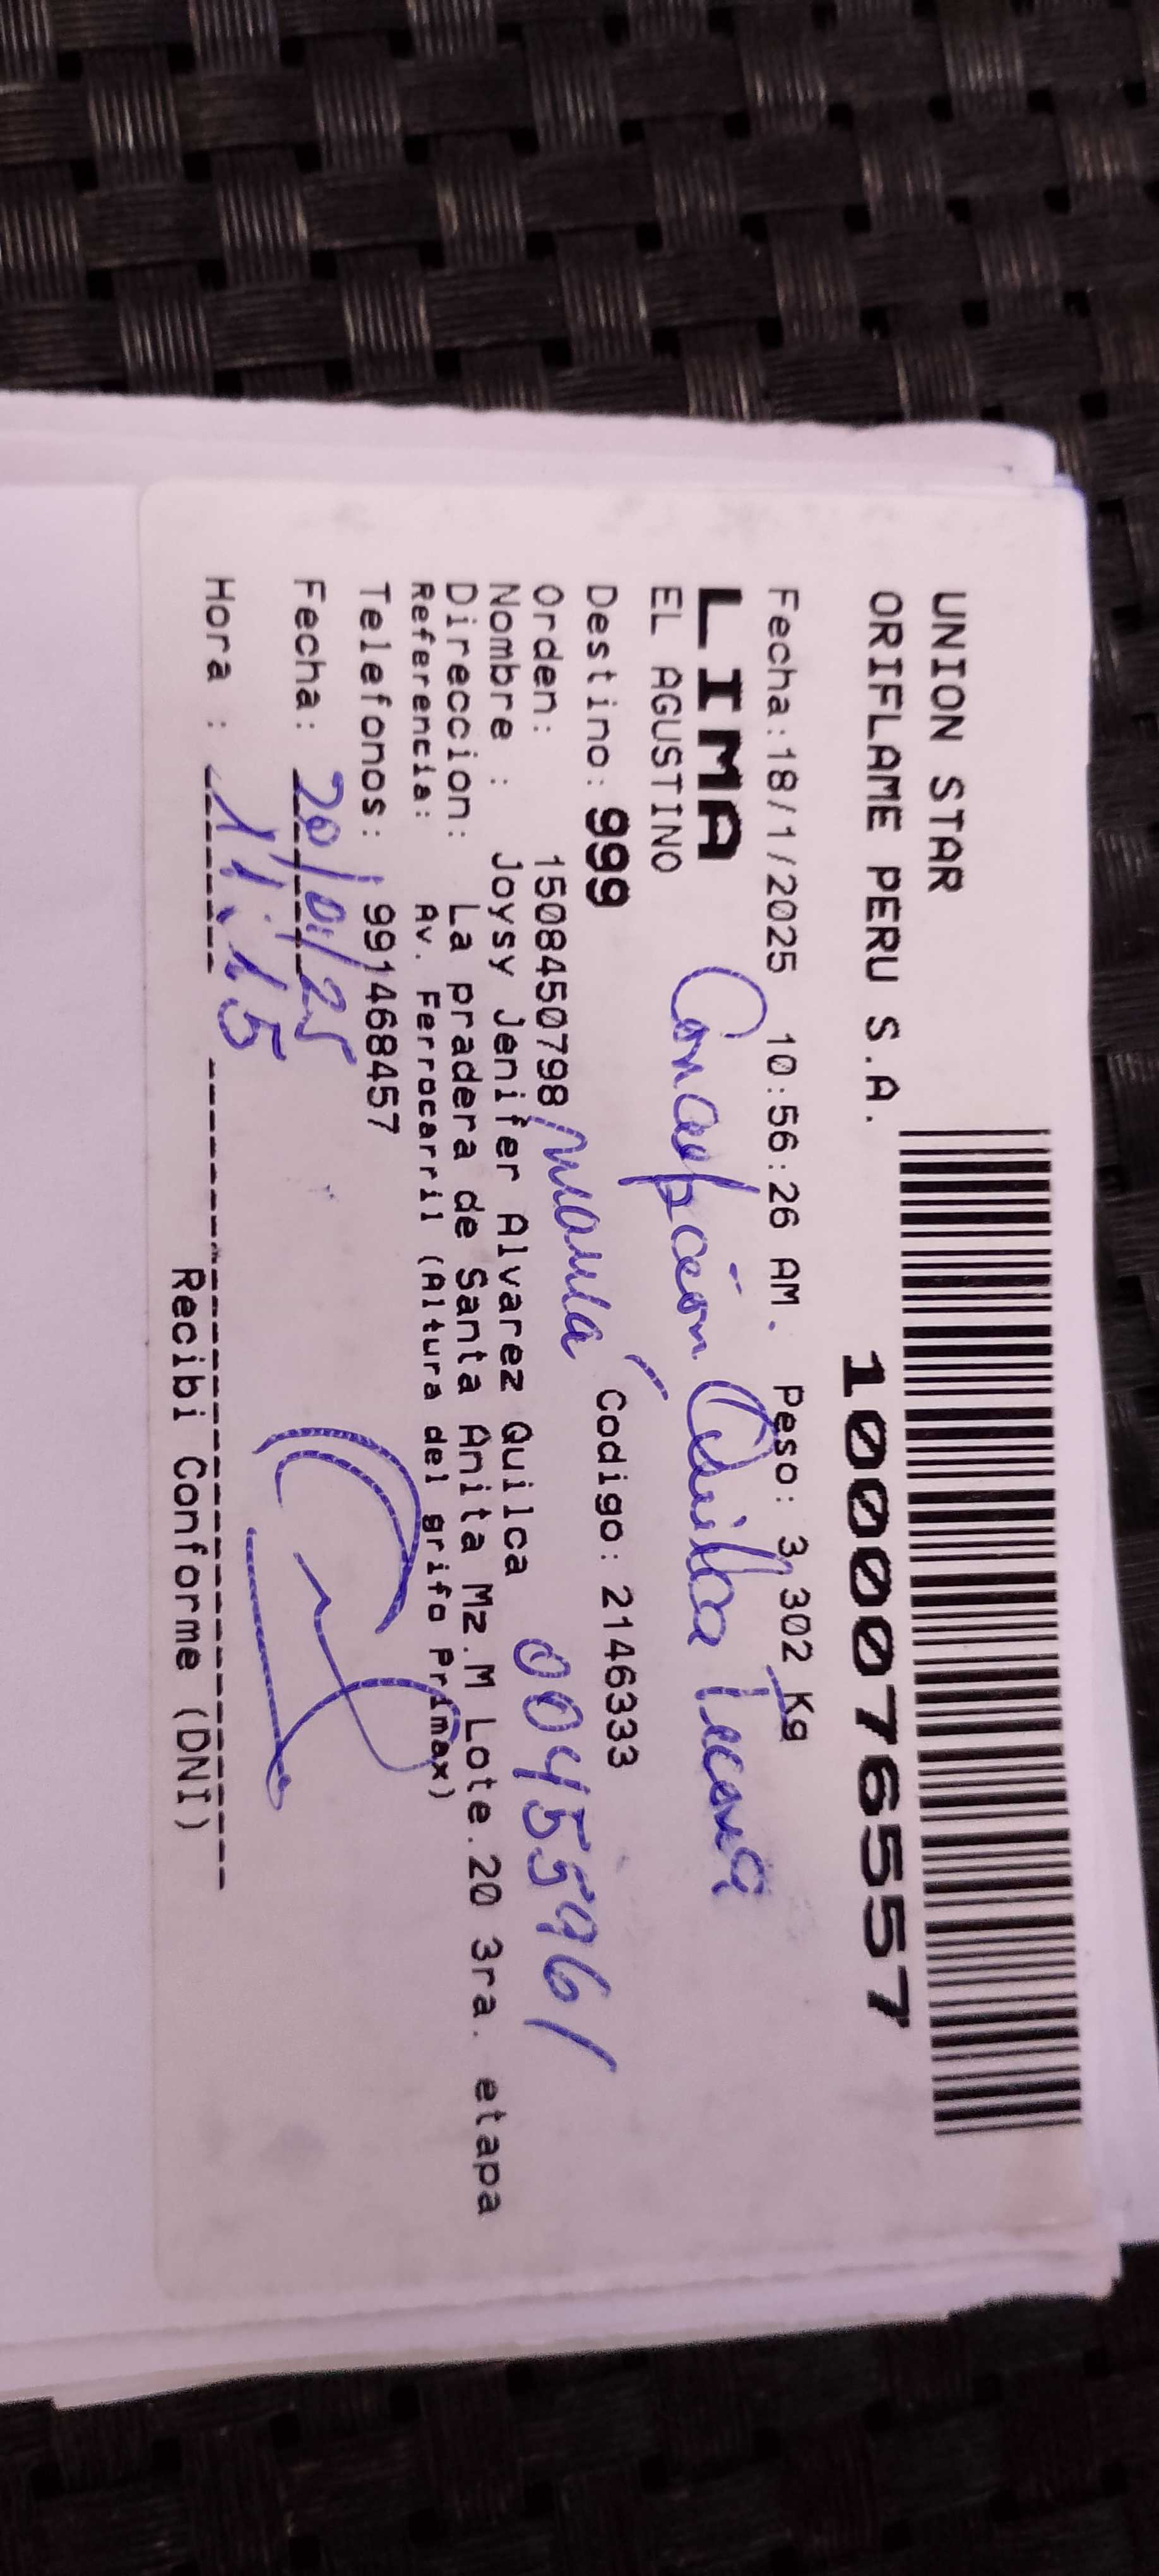 UNION STAR
ORIFLAME PERU S.A.
1000076557
Fecha:18/1/2025 10:56:26 AM. Peso: 3,302 Kg
LIMA
EL AGUSTINO
Quilca
Destino: 999 Codigo: 2146333
Orden: 1508450798 mamá
Nombre : Joysy Jenifer Alvarez Quilca
Direccion: La pradera de Santa Anita Mz.M Lote.20 3ra. etapa
Referencia: Av. Ferrocarril (Altura del grifo Primax)
Telefonos: 991468457
Fecha: 20/01/25
Hora : 11:15
Recibi Conforme (DNI)